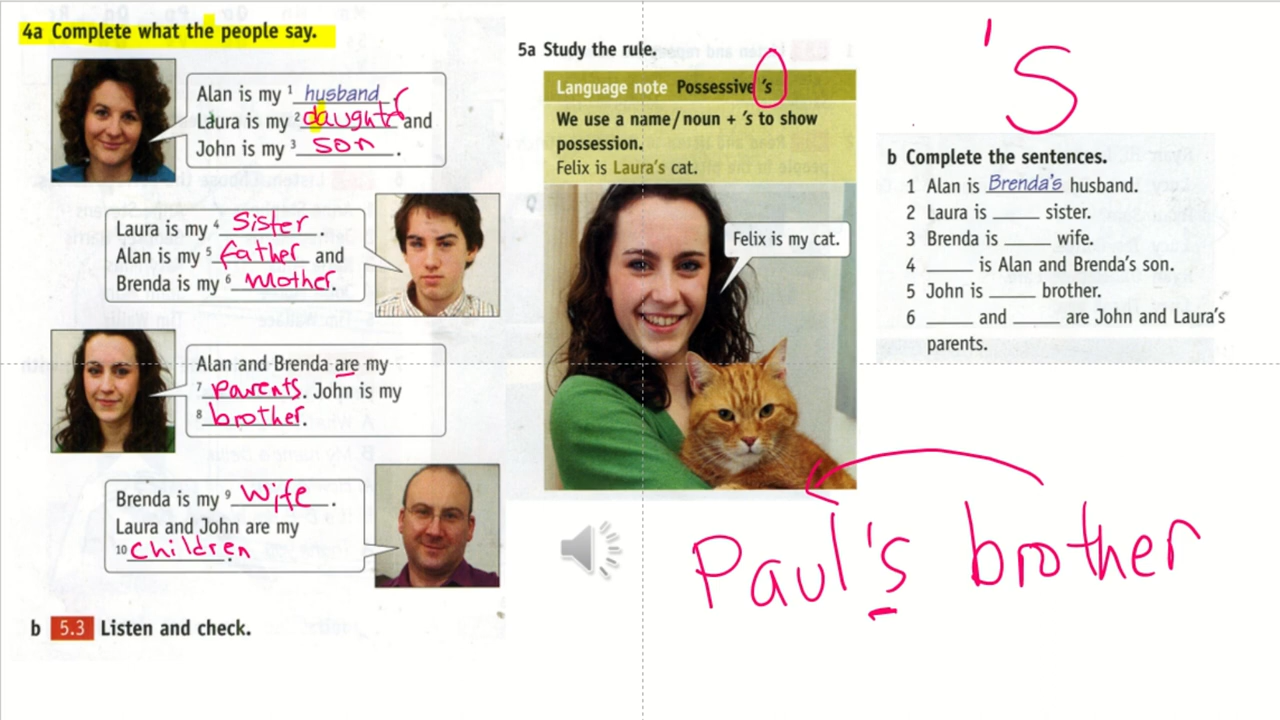 4a Complete what the people say.
Alan is my 1 husband
Laura is my 2 daughter and
John is my 3 son .
Laura is my 4 sister .
Alan is my 5 father and
Brenda is my 6 mother.
Alan and Brenda are my
7 parents. John is my
8 brother.
Brenda is my 9 wife .
Laura and John are my
10 children .
b 5.3 Listen and check.
5a Study the rule.
Language note Possessive 's
We use a name/noun + 's to show
possession.
Felix is Laura's cat.
Felix is my cat.
's
b Complete the sentences.
1 Alan is Brenda's husband.
2 Laura is _____ sister.
3 Brenda is _____ wife.
4 _____ is Alan and Brenda's son.
5 John is _____ brother.
6 _____ and _____ are John and Laura's
parents.
Paul's brother